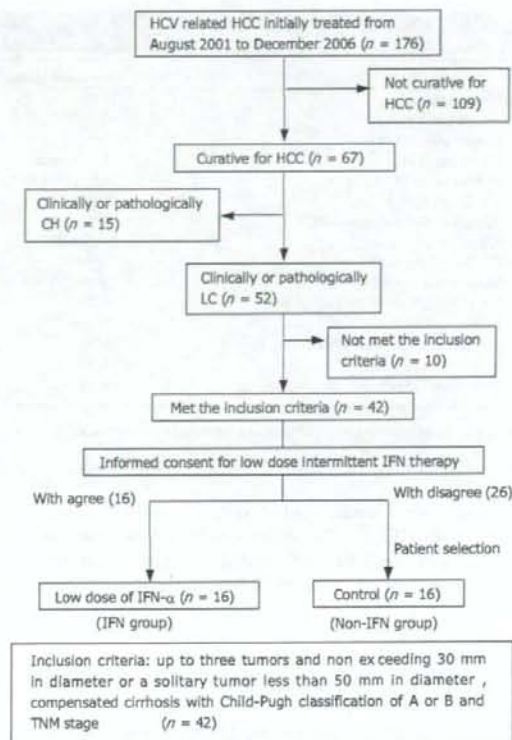 HCV related HCC initially treated from
August 2001 to December 2006 (n = 176)
Not curative for
HCC (n = 109)
Curative for HCC (n = 67)
Clinically or pathologically
CH (n = 15)
Clinically or pathologically
LC (n = 52)
Not met the inclusion
criteria (n = 10)
Met the inclusion criteria (n = 42)
Informed consent for low dose intermittent IFN therapy
With agree (16)
With disagree (26)
Patient selection
Low dose of IFN-α (n = 16)
Control (n = 16)
(IFN group)
(Non-IFN group)
Inclusion criteria: up to three tumors and non exceeding 30 mm
in diameter or a solitary tumor less than 50 mm in diameter ,
compensated cirrhosis with Child-Pugh classification of A or B and
TNM stage (n = 42)